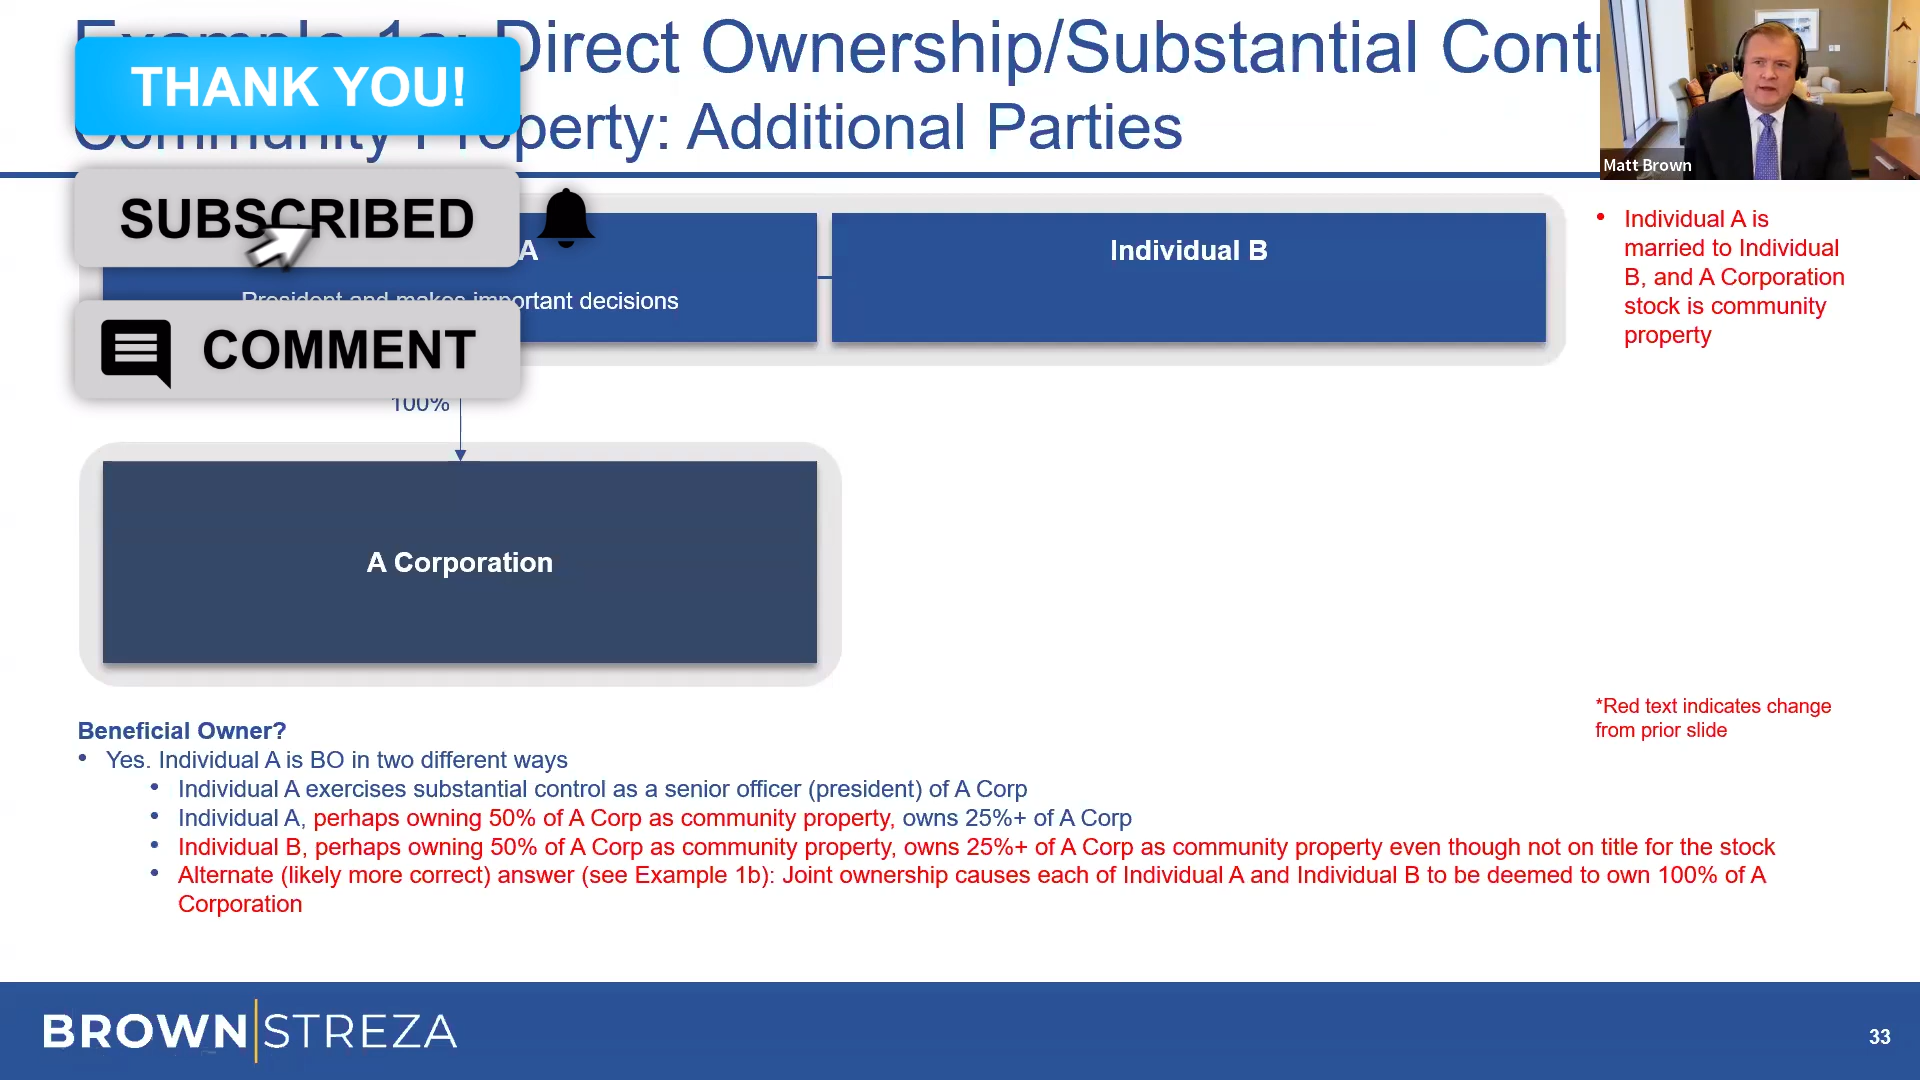 Direct Ownership/Substantial
THANK YOU!
Community Property: Additional Parties
Matt Brown
SUBSCRIBED
A
President and makes important decisions
COMMENT
Individual B
• Individual A is
married to Individual
B, and A Corporation
stock is community
property
100%
A Corporation
*Red text indicates change
from prior slide
Beneficial Owner?
• Yes. Individual A is BO in two different ways
• Individual A exercises substantial control as a senior officer (president) of A Corp
• Individual A, perhaps owning 50% of A Corp as community property, owns 25%+ of A Corp
• Individual B, perhaps owning 50% of A Corp as community property, owns 25%+ of A Corp as community property even though not on title for the stock
• Alternate (likely more correct) answer (see Example 1b): Joint ownership causes each of Individual A and Individual B to be deemed to own 100% of A
Corporation
BROWN|STREZA
33